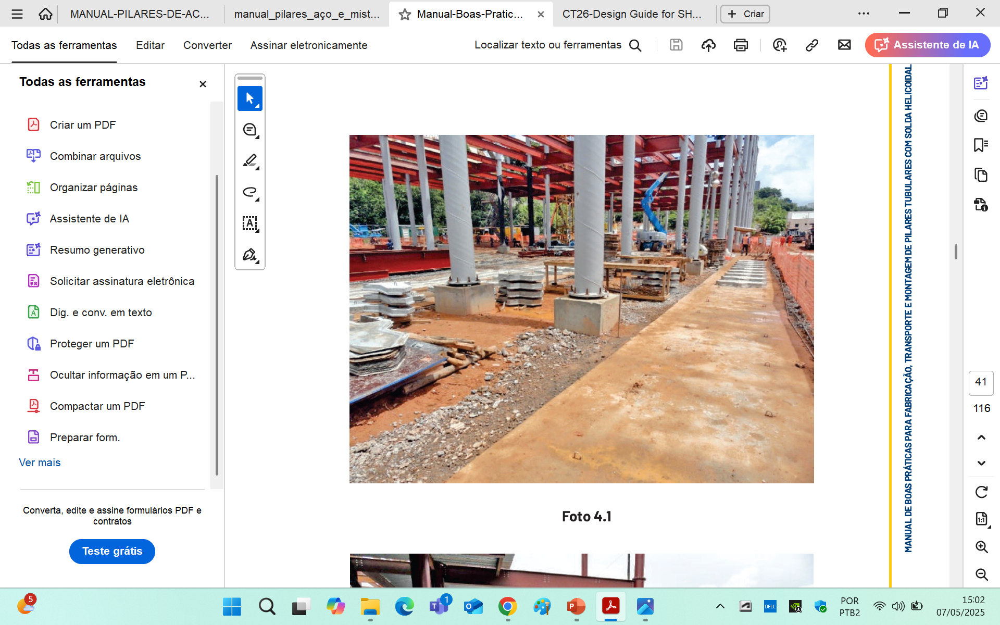 MANUAL-PILARES-DE-AC...
manual_pilares_aço_e_mist...
Manual-Boas-Pratic...
CT26-Design Guide for SH...
Criar
Todas as ferramentas
Editar
Converter
Assinar eletronicamente
Localizar texto ou ferramentas
Assistente de IA
Todas as ferramentas
Criar um PDF
Combinar arquivos
Organizar páginas
Assistente de IA
Resumo generativo
Solicitar assinatura eletrônica
Dig. e conv. em texto
Proteger um PDF
Ocultar informação em um P...
Compactar um PDF
Preparar form.
Ver mais
Converta, edite e assine formulários PDF e
contratos
Teste grátis
Foto 4.1
MANUAL DE BOAS PRÁTICAS PARA FABRICAÇÃO, TRANSPORTE E MONTAGEM DE PILARES TUBULARES COM SOLDA HELICOIDAL
41
116
1:1
5
1
DELL
POR
PTB2
15:02
07/05/2025